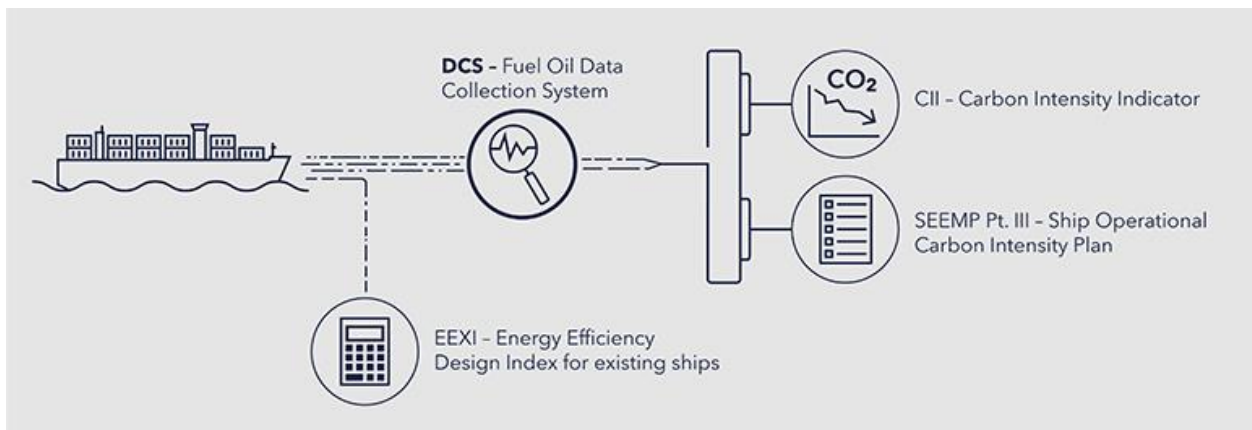 DCS – Fuel Oil Data
Collection System
CO₂
CII – Carbon Intensity Indicator
SEEMP Pt. III – Ship Operational
Carbon Intensity Plan
EEXI – Energy Efficiency
Design Index for existing ships